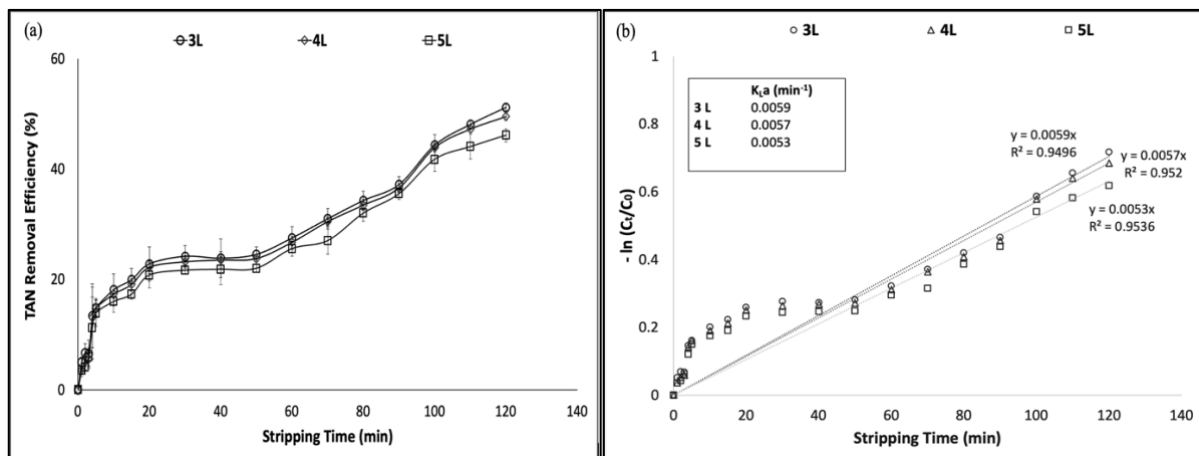 (a)
3L 4L 5L
60
40
20
0
TAN Removal Efficiency (%)
0 20 40 60 80 100 120 140
Stripping Time (min)
(b)
3L 4L 5L
1
0.8
0.6
0.4
0.2
0
- ln (Ct/C0)
KLa (min-1)
3 L 0.0059
4 L 0.0057
5 L 0.0053
y = 0.0059x
R² = 0.9496
y = 0.0057x
R² = 0.952
y = 0.0053x
R² = 0.9536
0 20 40 60 80 100 120 140
Stripping Time (min)